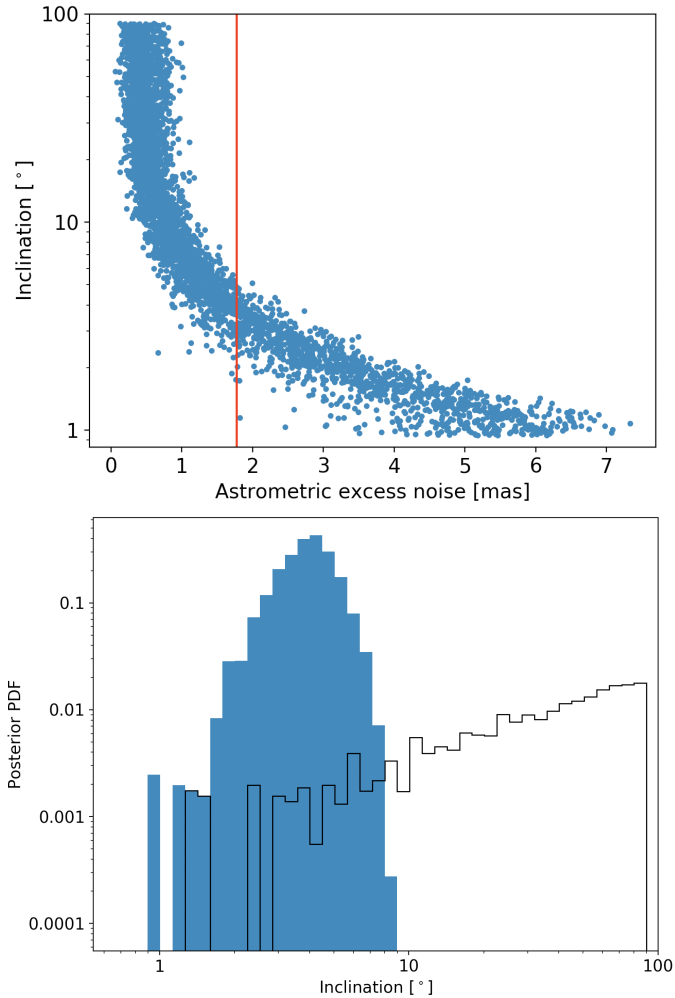 100
10
1
Inclination [°]
0 1 2 3 4 5 6 7
Astrometric excess noise [mas]
0.1
0.01
0.001
0.0001
Posterior PDF
1 10 100
Inclination [°]